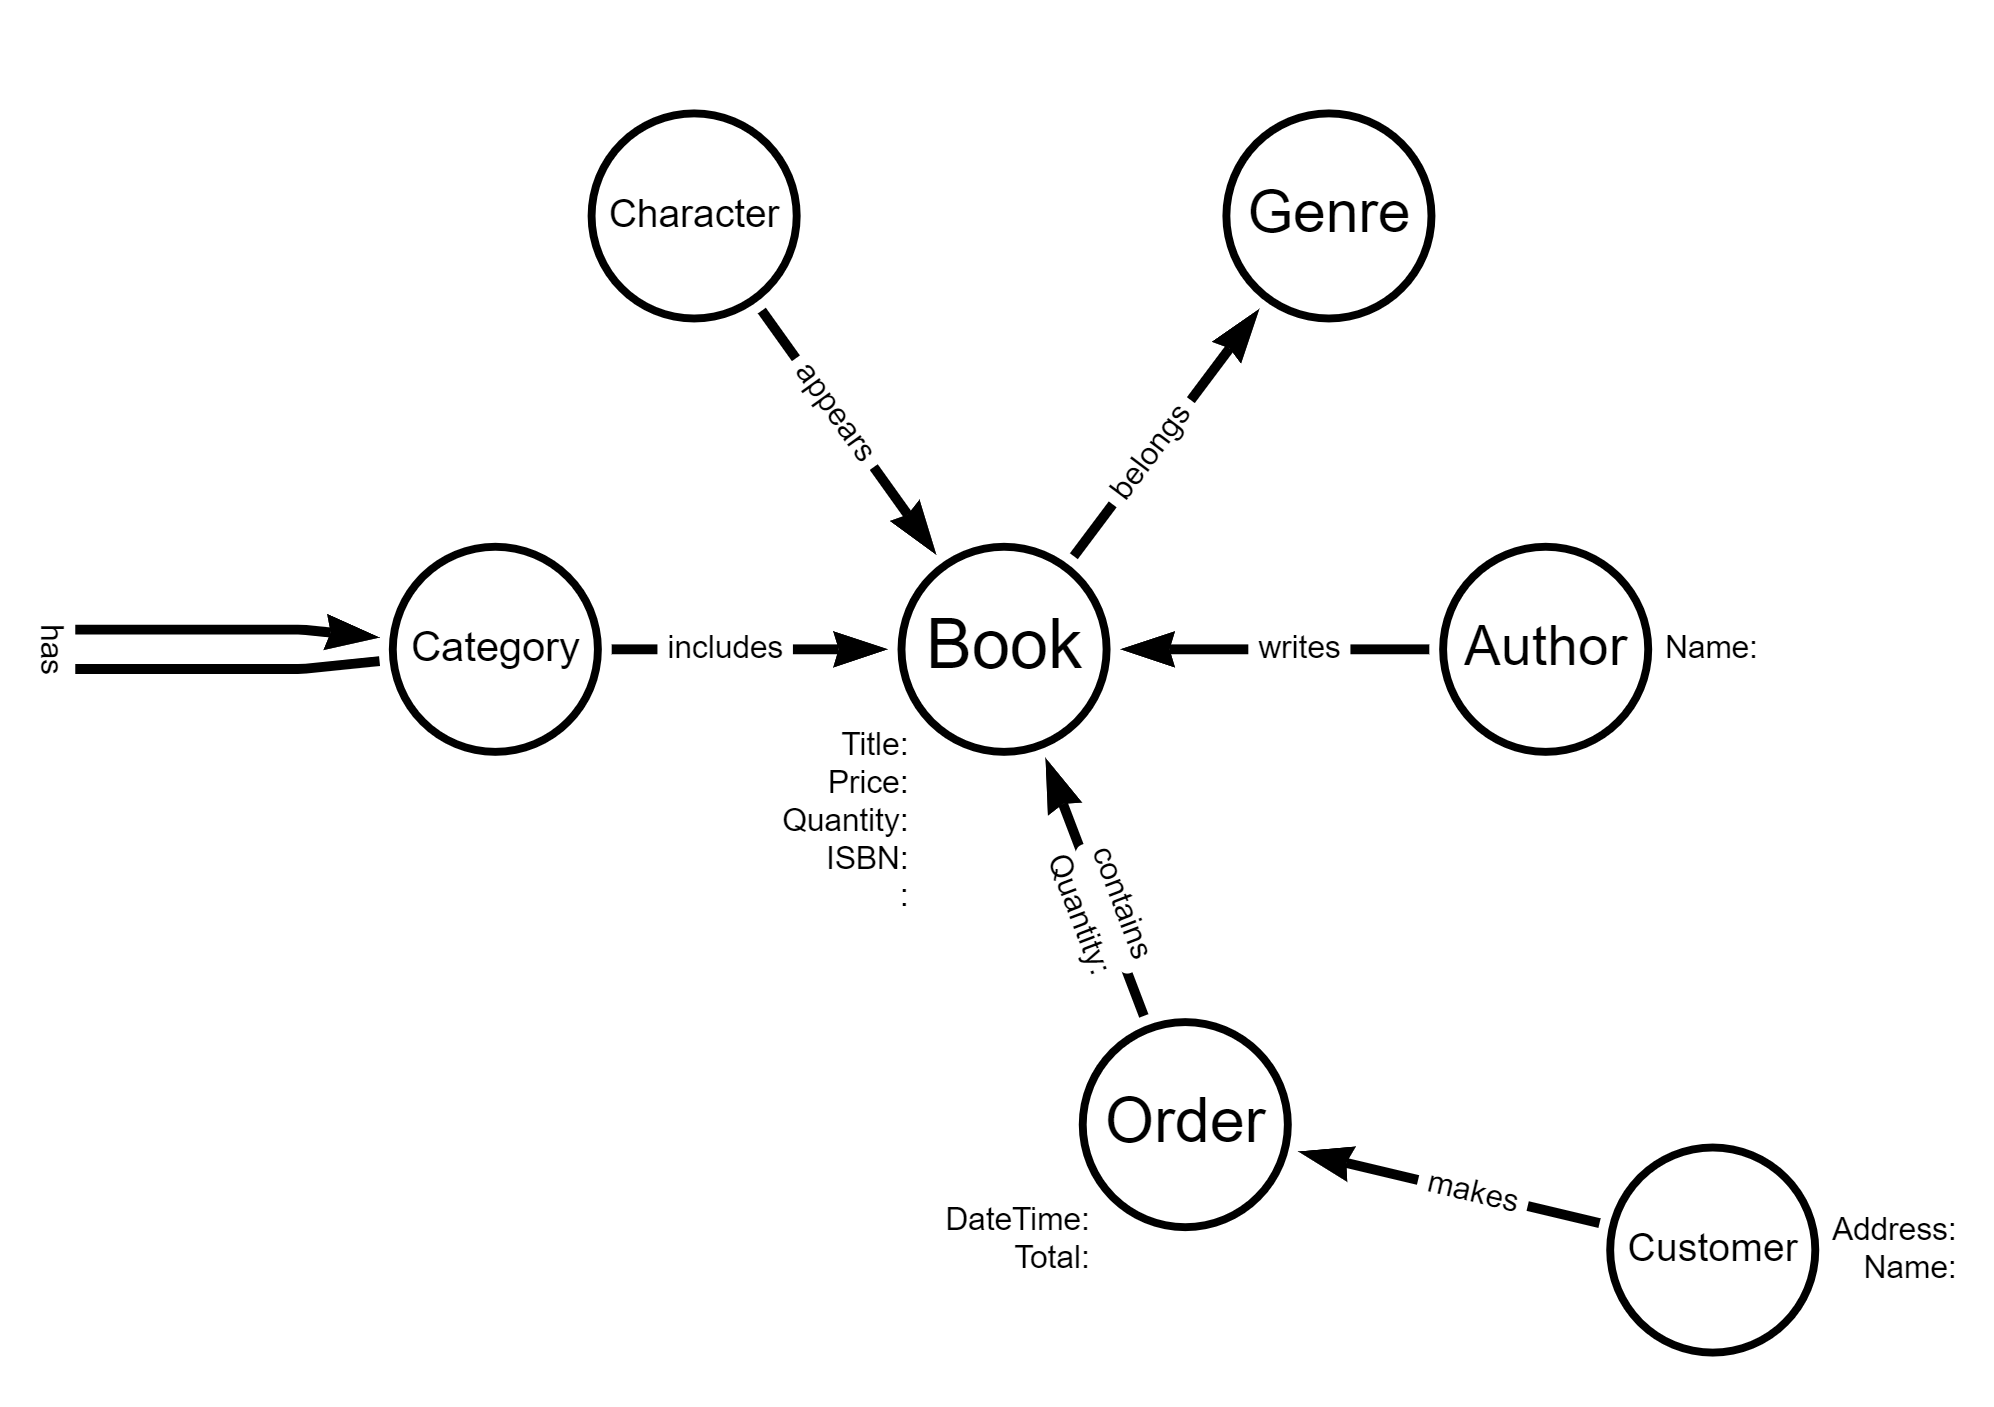 Character
Genre
appears
belongs
has
Category
includes
Book
writes
Author
Name:
Title:
Price:
Quantity:
ISBN:
:
contains
Quantity:
Order
DateTime:
Total:
makes
Customer
Address:
Name: